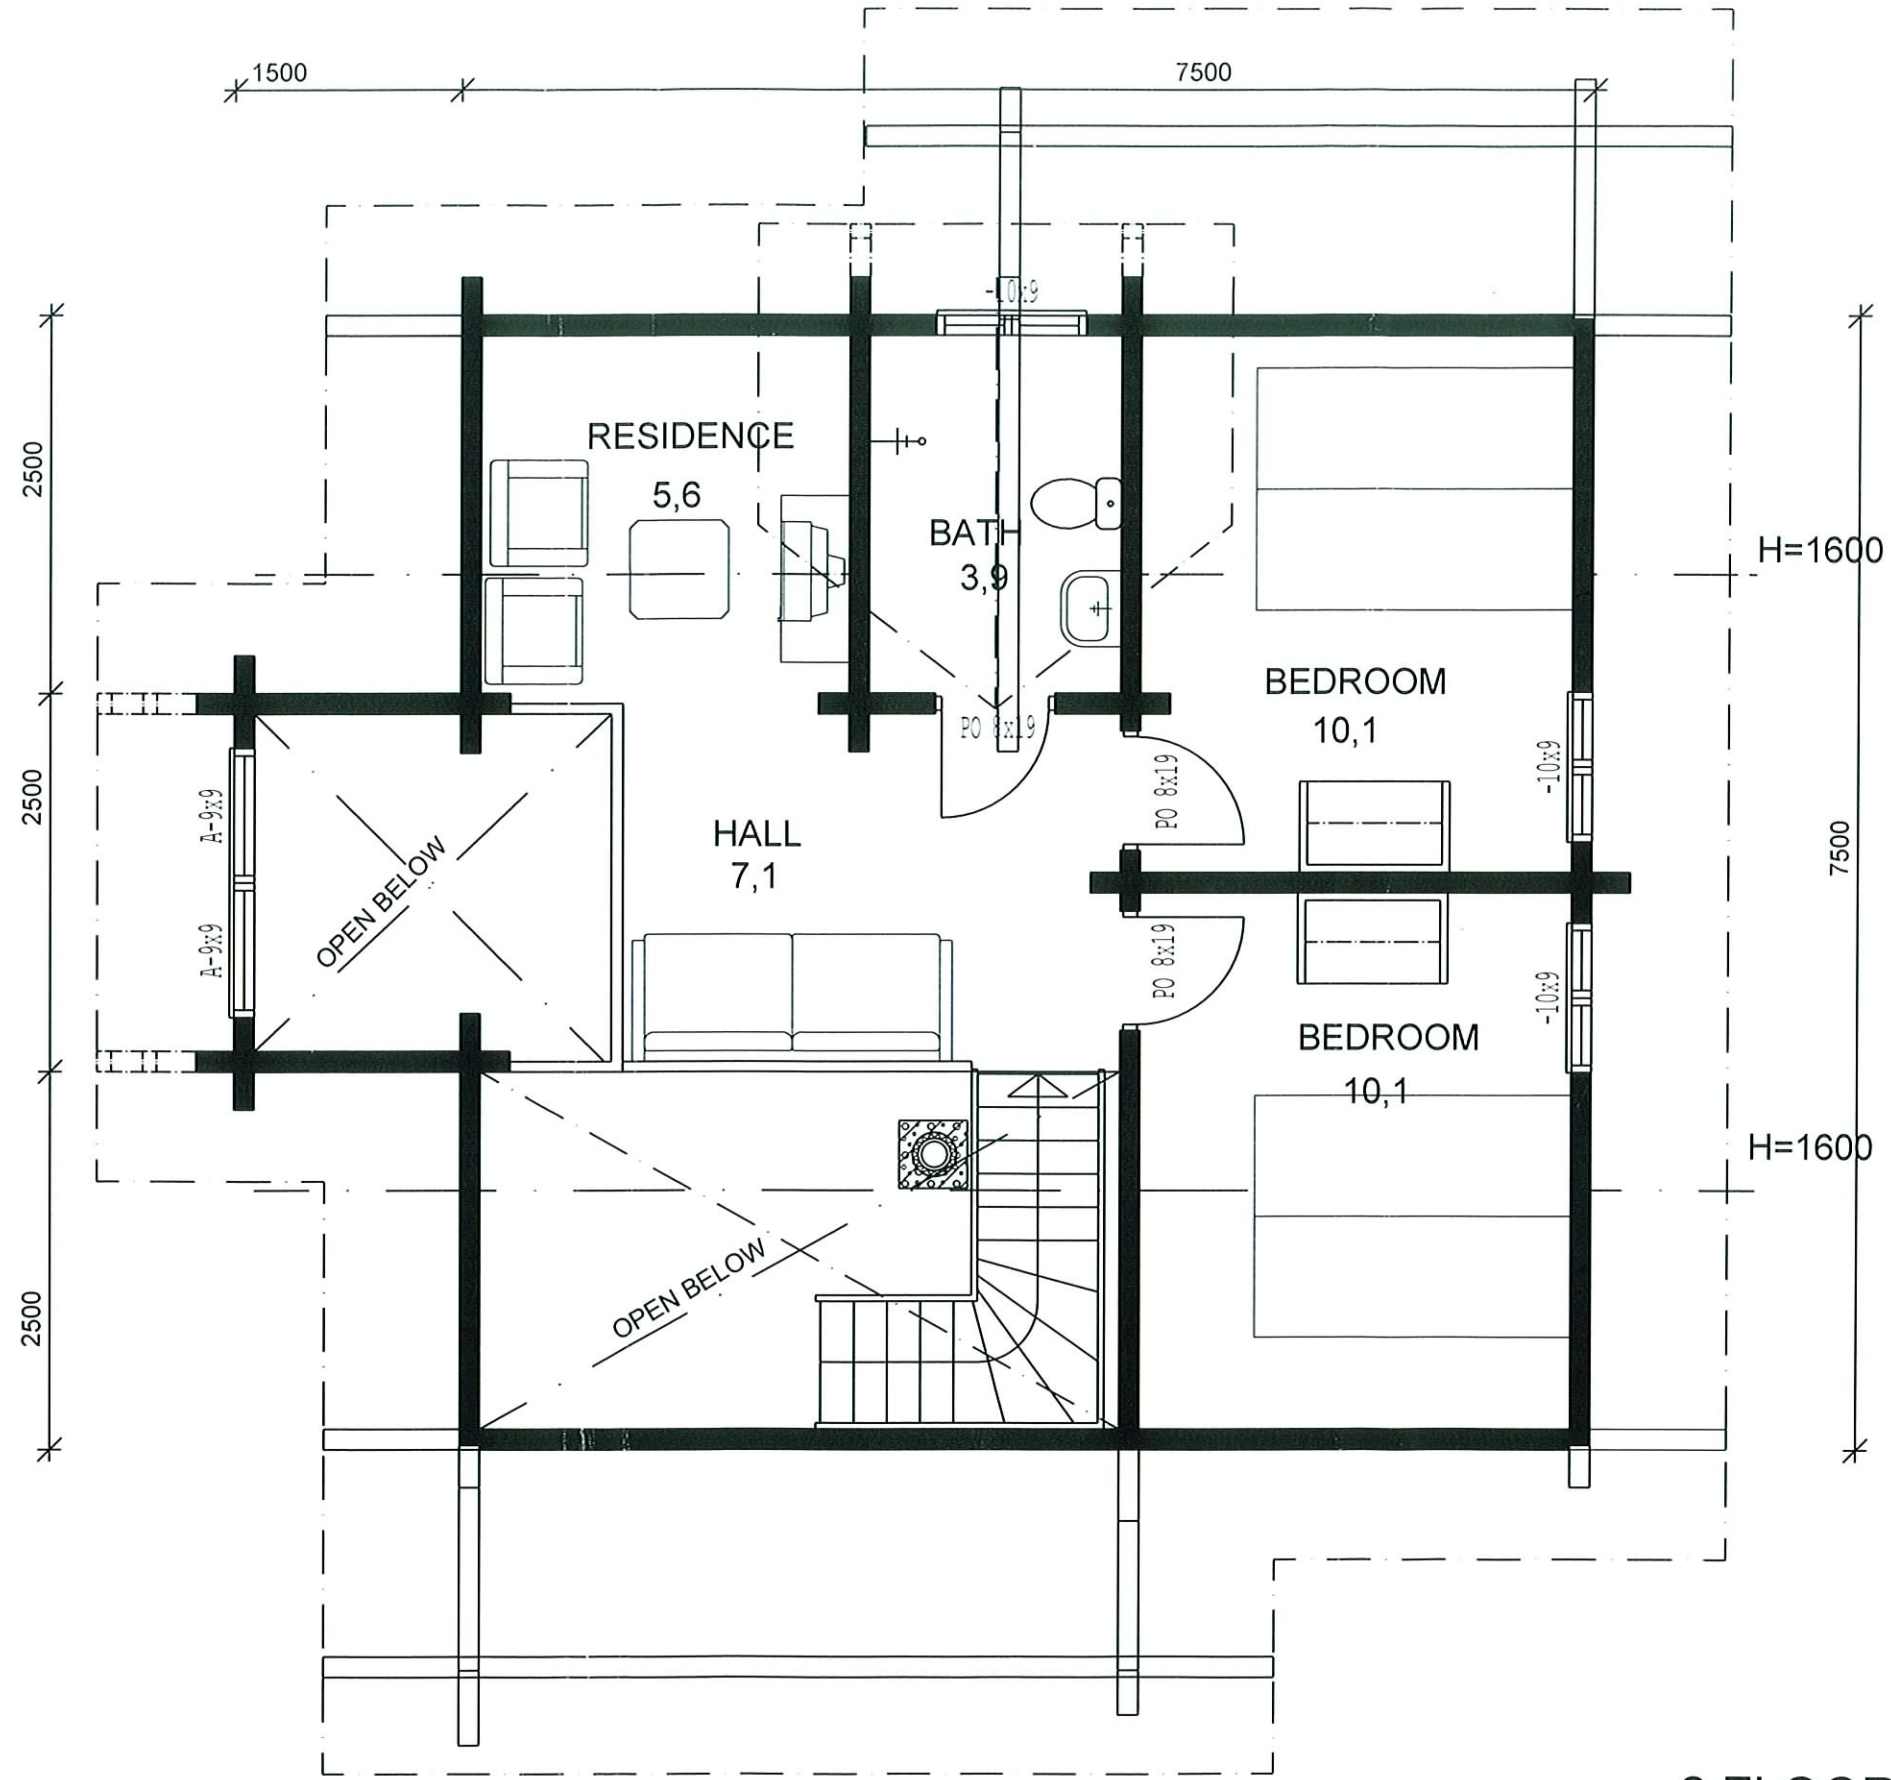 1500
7500
-10x9
RESIDENCE
5,6
BATH
3,9
2500
H=1600
BEDROOM
10,1
PO 8x19
PO 8x19
-10x9
A-9x9
2500
HALL
7,1
OPEN BELOW
7500
A-9x9
PO 8x19
-10x9
BEDROOM
10,1
H=1600
OPEN BELOW
2500